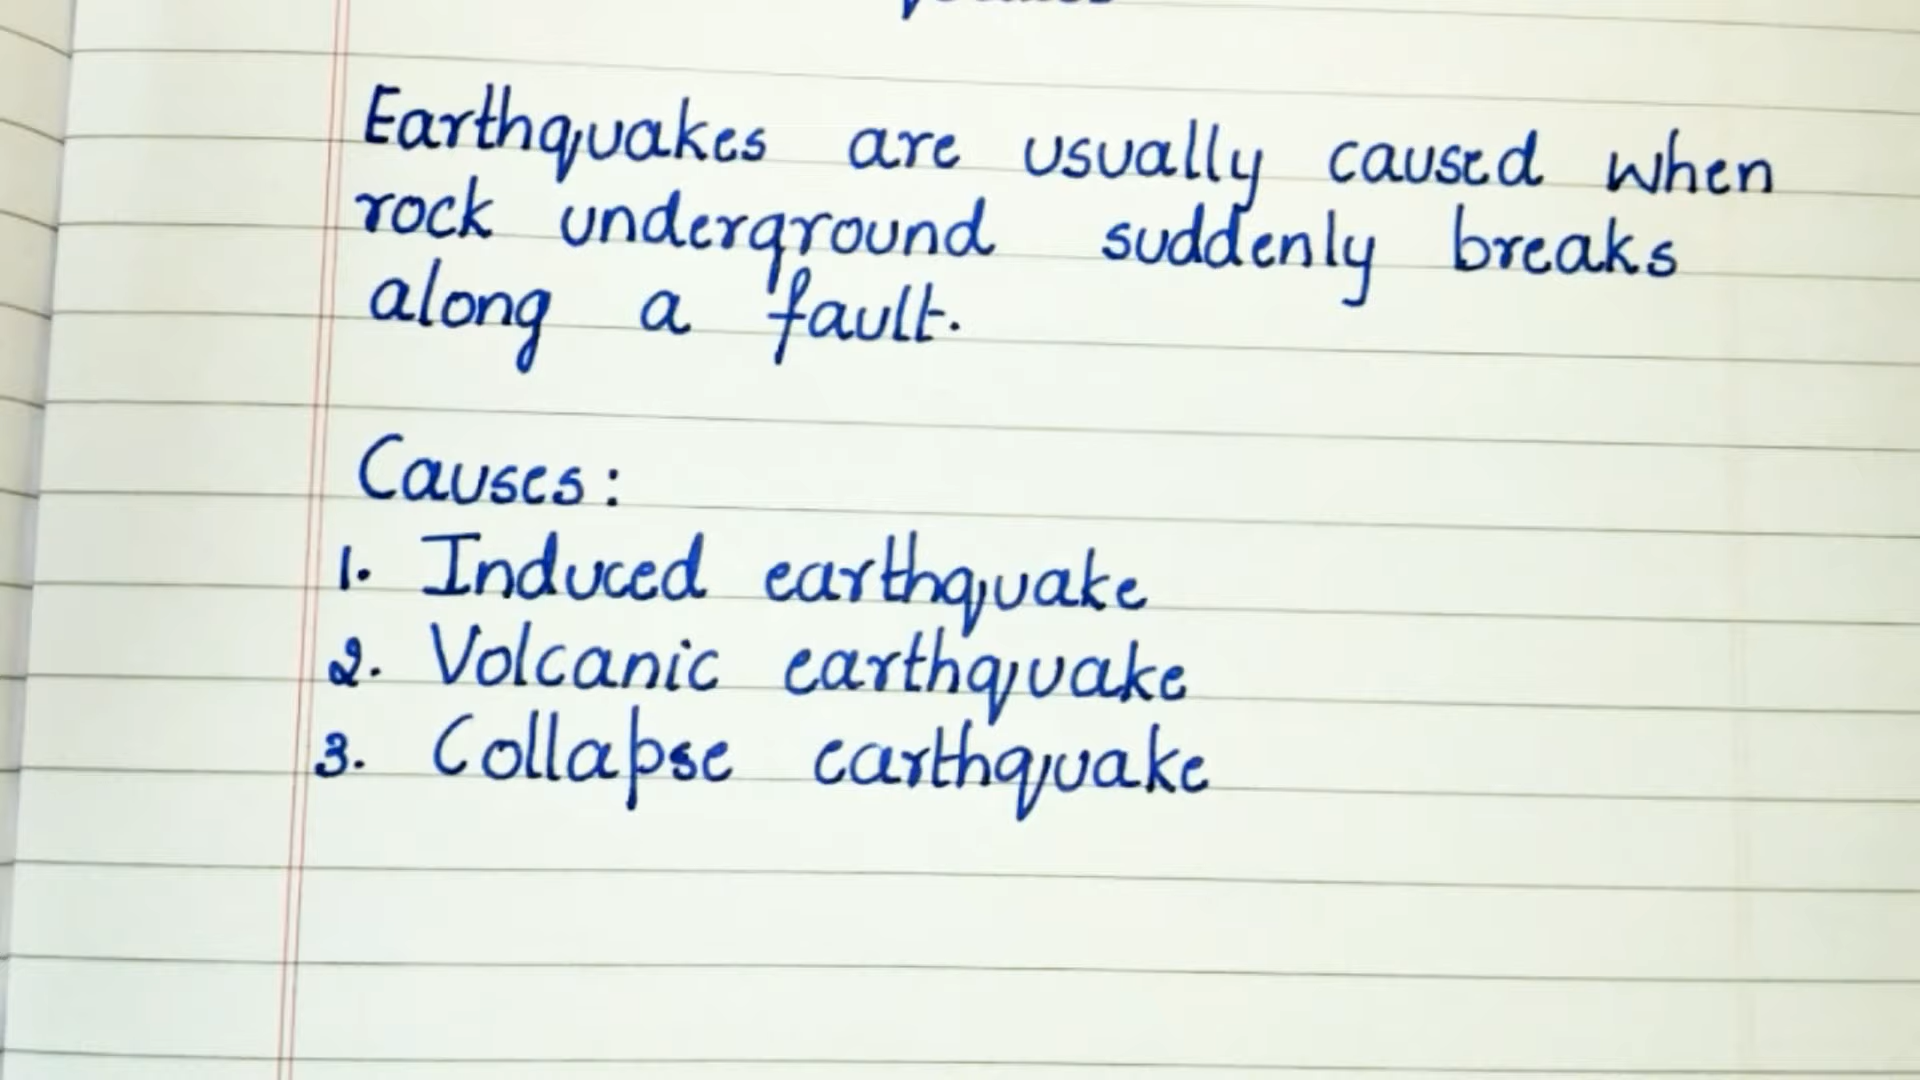 Earthquakes are usually caused when
rock underground suddenly breaks
along a fault.
Causes:
1. Induced earthquake
2. Volcanic earthquake
3. Collapse earthquake